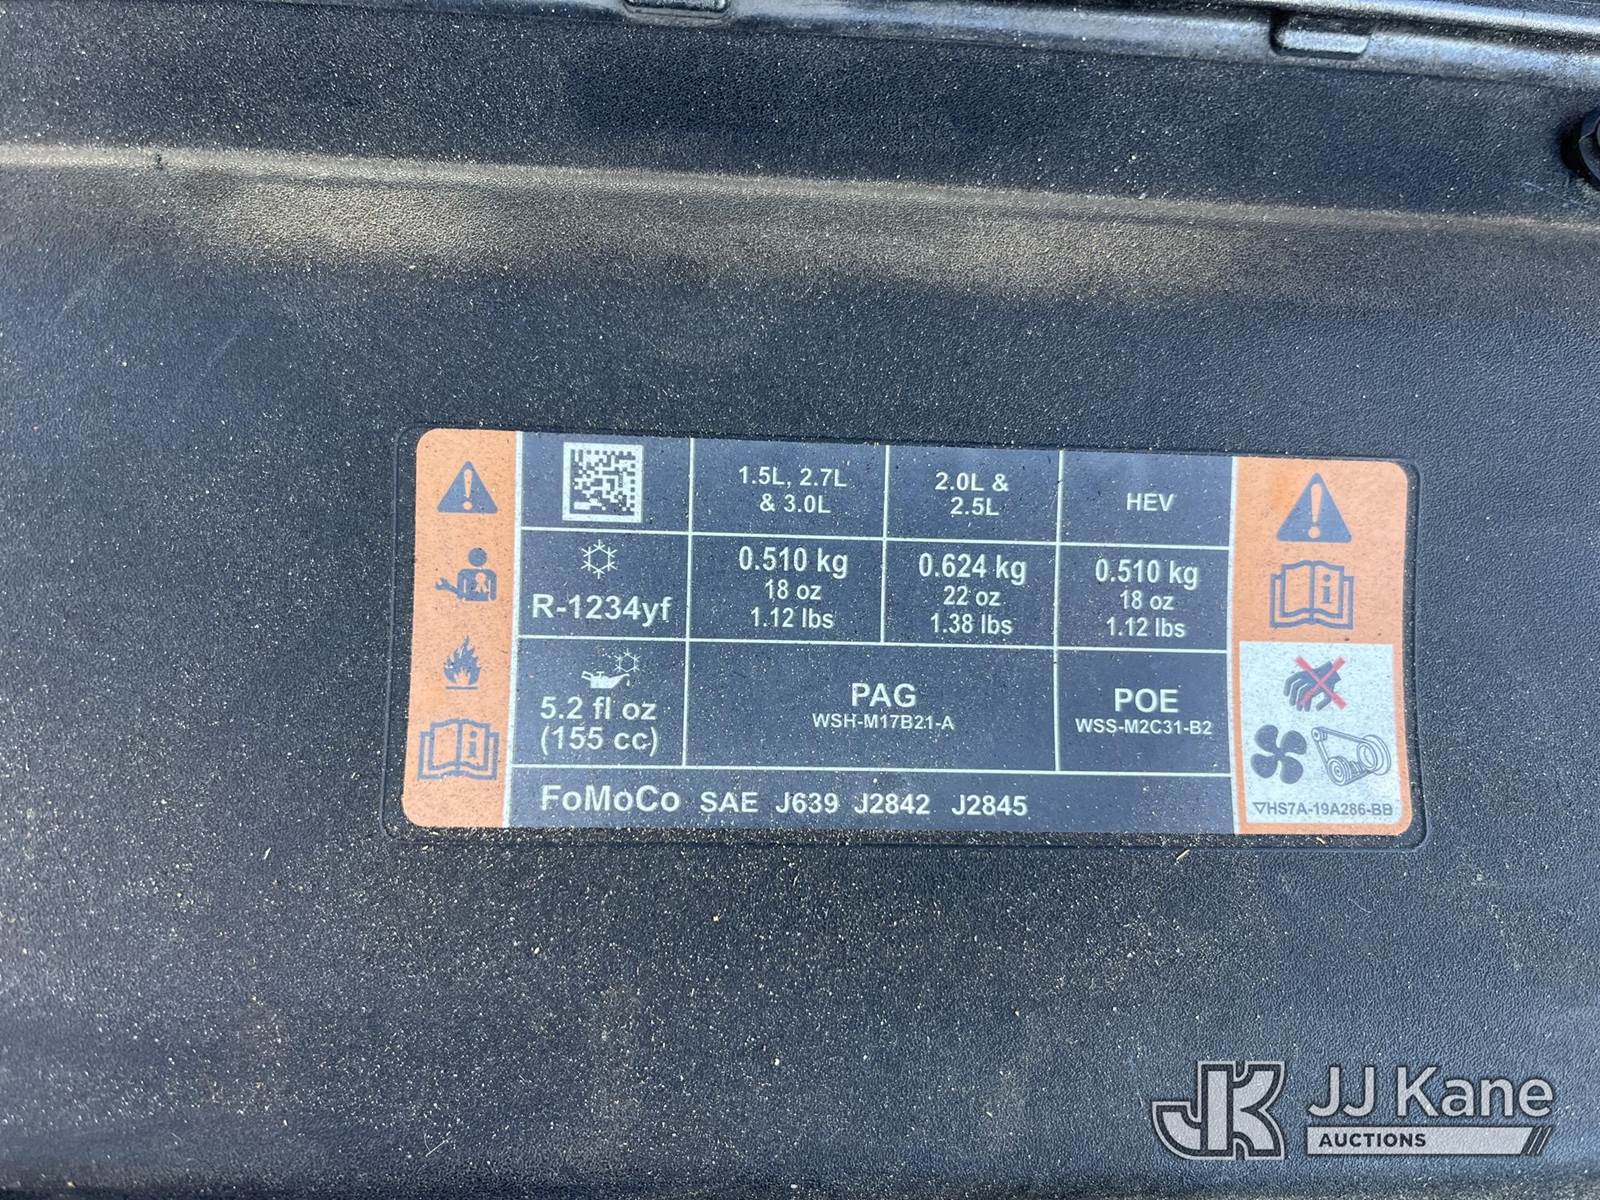 1.5L, 2.7L
& 3.0L
2.0L &
2.5L
HEV
R-1234yf
0.510 kg
18 oz
1.12 lbs
0.624 kg
22 oz
1.38 lbs
0.510 kg
18 oz
1.12 lbs
5.2 fl oz
(155 cc)
PAG
WSH-M17B21-A
POE
WSS-M2C31-B2
FoMoCo SAE J639 J2842 J2845
HS7A-19A286-BB
JK JJ Kane
AUCTIONS